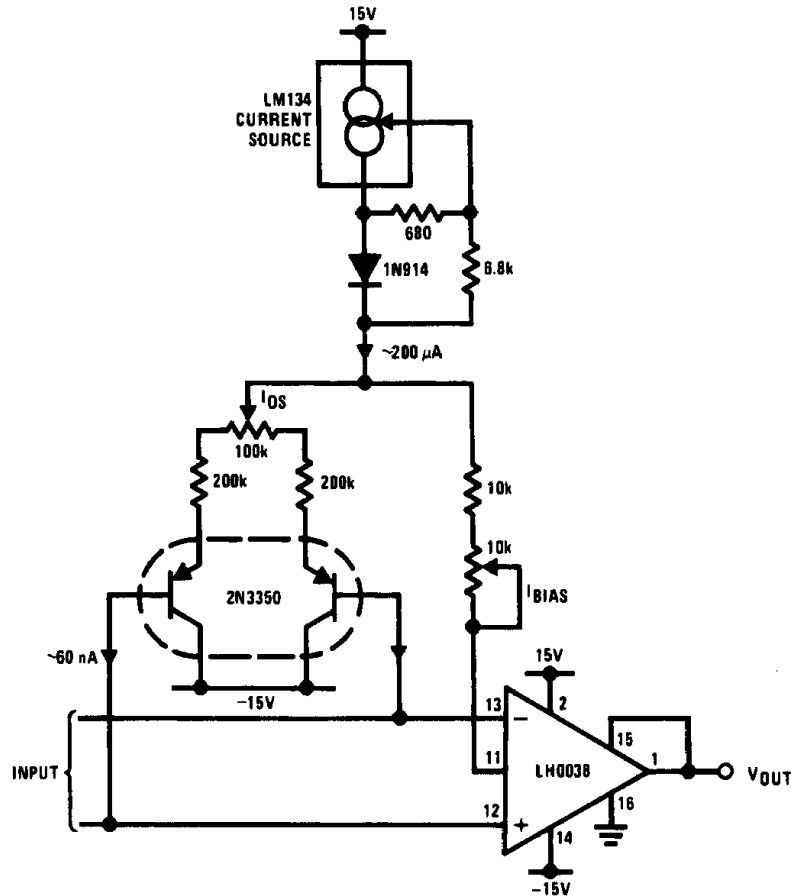 15V
LM134
CURRENT
SOURCE
680
1N914
6.8k
~200 μA
IOS
100k
200k
200k
10k
10k
2N3350
IBIAS
~60 nA
-15V
15V
13
2
15
-
INPUT
11
LH0038
1
VOUT
16
12
+
14
-15V